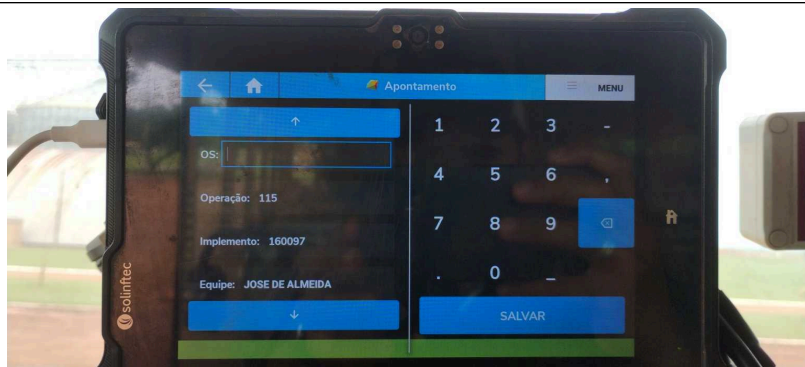 Apontamento
MENU
OS:
Operação: 115
Implemento: 160097
Equipe: JOSE DE ALMEIDA
1 2 3 -
4 5 6 ,
7 8 9
. 0 _
SALVAR
solinftec